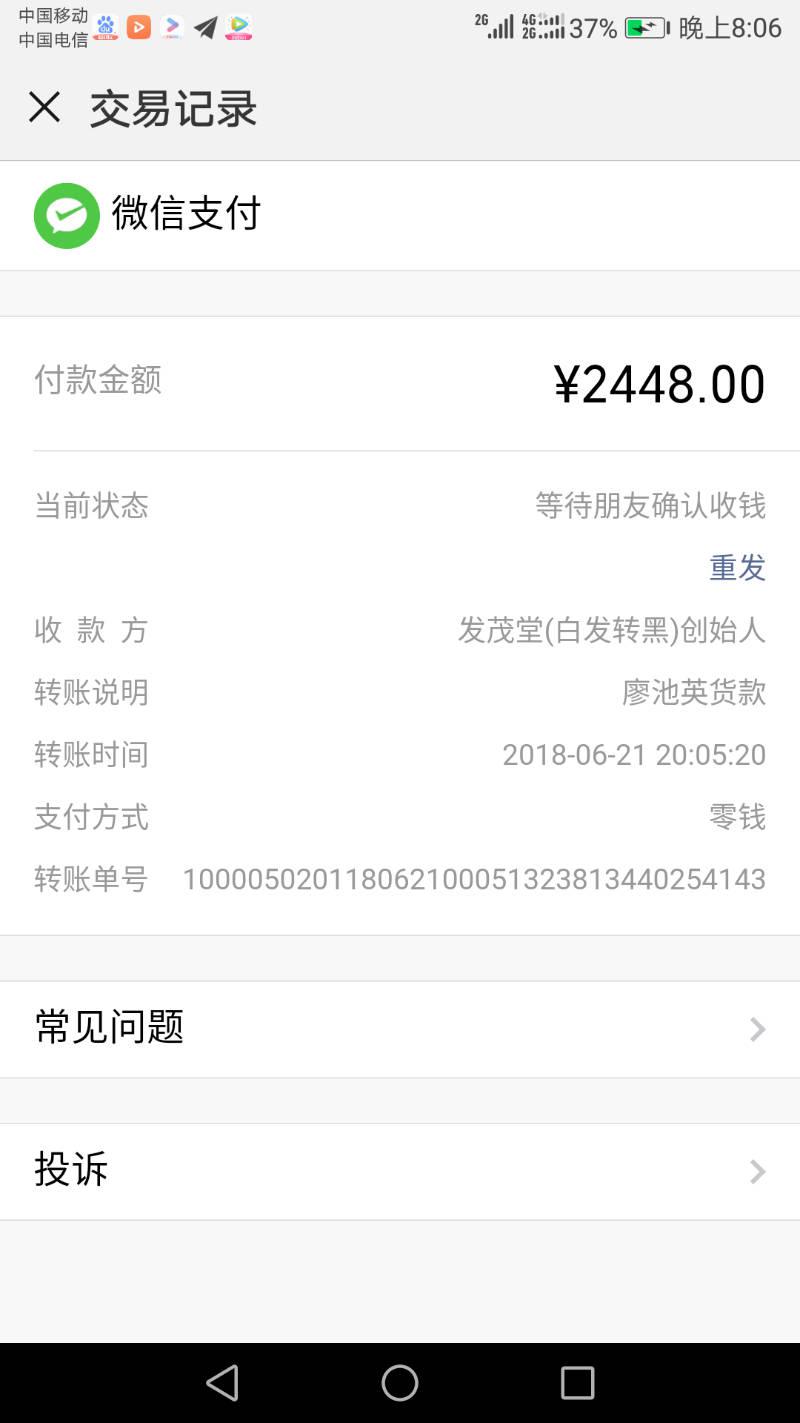 中国移动
中国电信
2G 4G 2G 37% 晚上8:06
交易记录
微信支付
付款金额 ¥2448.00
当前状态 等待朋友确认收钱
重发
收款方 发茂堂(白发转黑)创始人
转账说明 廖池英货款
转账时间 2018-06-21 20:05:20
支付方式 零钱
转账单号 1000050201180621000513238134​40254143
常见问题
投诉